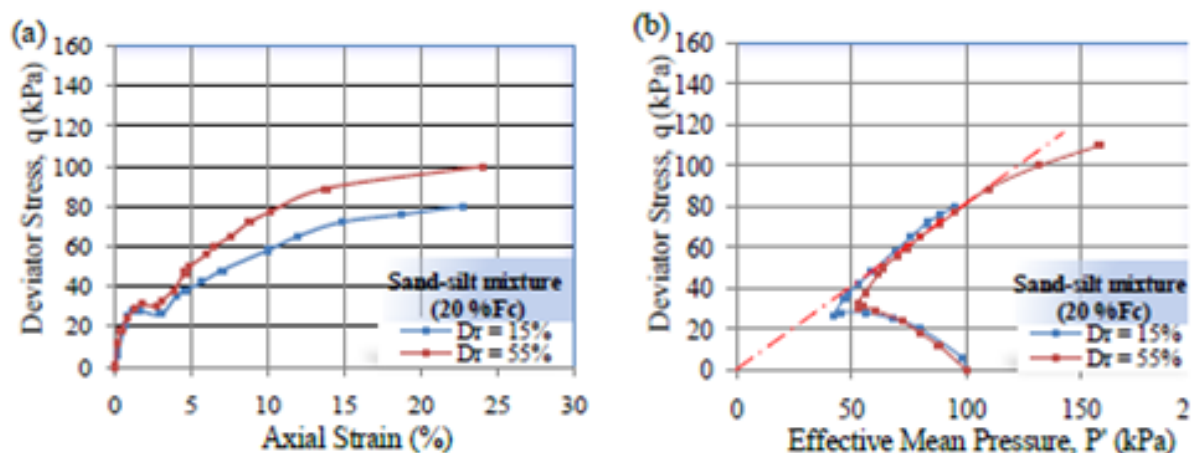 (a)
160
140
120
100
80
60
40
20
0
Deviator Stress, q (kPa)
Sand-silt mixture
(20 %Fc)
Dr = 15%
Dr = 55%
0 5 10 15 20 25 30
Axial Strain (%)
(b)
160
140
120
100
80
60
40
20
0
Deviator Stress, q (kPa)
Sand-silt mixture
(20 %Fc)
Dr = 15%
Dr = 55%
0 50 100 150 2
Effective Mean Pressure, P' (kPa)